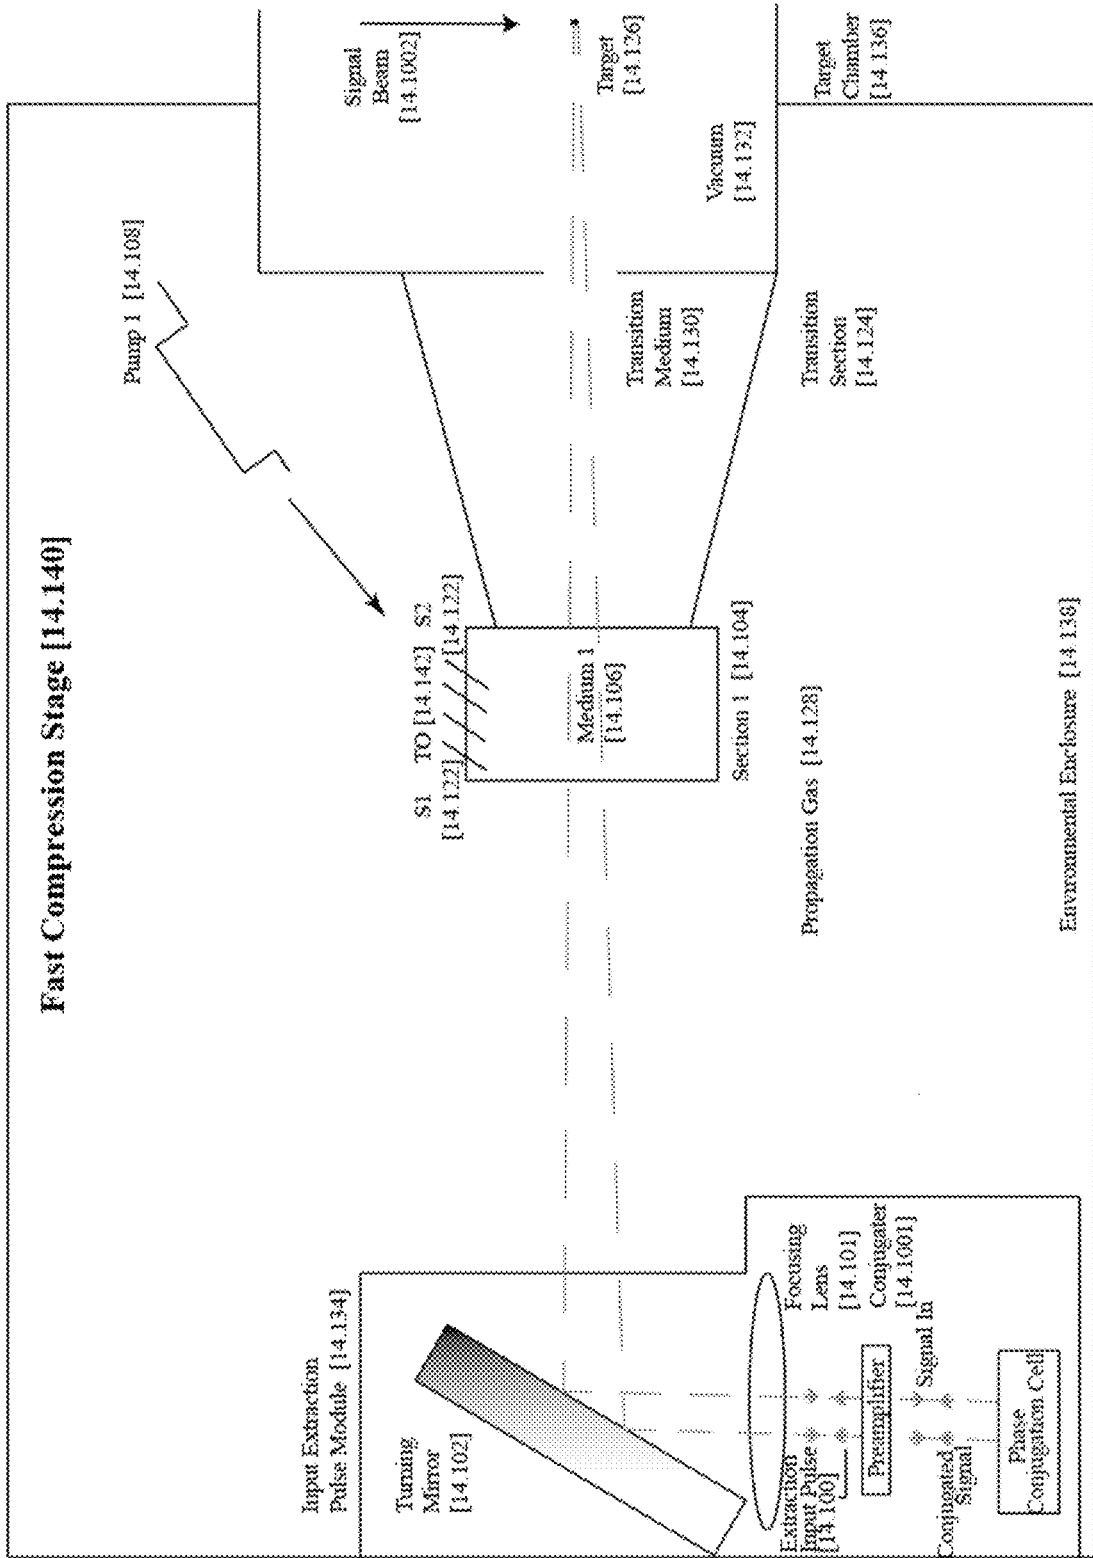 Fast Compression Stage [14.140]
Input Extraction
Pulse Module [14.134]
Turning
Mirror
[14.102]
Extraction
Input Pulse
[14.100]
Focusing
Lens
[14.101]
Conjugater
[14.1001]
Preamplifier
Signal In
Conjugated
Signal
Phase
Conjugation Cell
Pump 1 [14.108]
S1 TO [14.142] S2
[14.122]
[14.122]
Medium 1
[14.106]
Section 1 [14.104]
Propagation Gas [14.128]
Environmental Enclosure [14.138]
Transition
Medium
[14.130]
Transition
Section
[14.124]
Signal
Beam
[14.1002]
Target
[14.126]
Vacuum
[14.132]
Target
Chamber
[14.136]